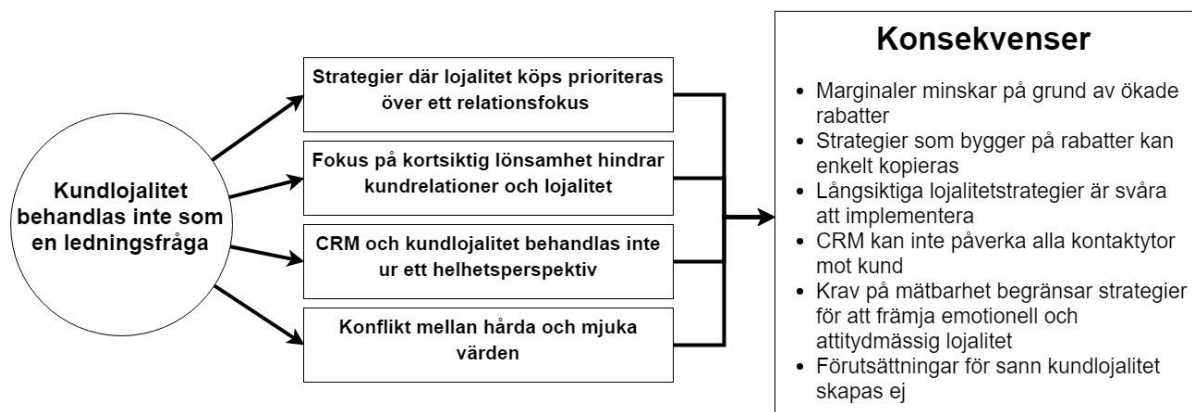 Kundlojalitet
behandlas inte som
en ledningsfråga
Strategier där lojalitet köps prioriteras
över ett relationsfokus
Fokus på kortsiktig lönsamhet hindrar
kundrelationer och lojalitet
CRM och kundlojalitet behandlas inte
ur ett helhetsperspektiv
Konflikt mellan hårda och mjuka
värden
Konsekvenser
• Marginaler minskar på grund av ökade
rabatter
• Strategier som bygger på rabatter kan
enkelt kopieras
• Långsiktiga lojalitetstrategier är svåra
att implementera
• CRM kan inte påverka alla kontaktytor
mot kund
• Krav på mätbarhet begränsar strategier
för att främja emotionell och
attitydmässig lojalitet
• Förutsättningar för sann kundlojalitet
skapas ej